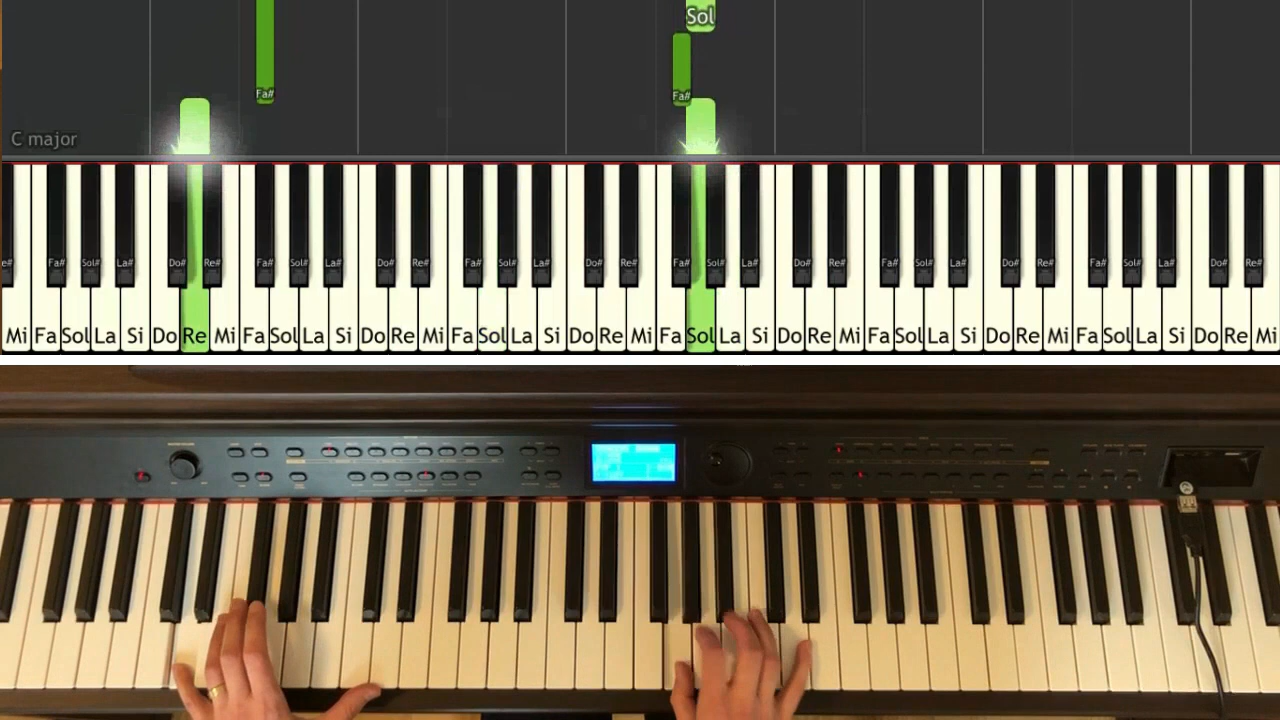 Sol
Fa# Fa#
C major
e# Fa# Sol# La# Do# Re# Fa# Sol# La# Do# Re# Fa# Sol# La# Do# Re# Fa# Sol# La# Do# Re# Fa# Sol# La# Do# Re# Fa# Sol# La# Do# Re#
Mi Fa Sol La Si Do Re Mi Fa Sol La Si Do Re Mi Fa Sol La Si Do Re Mi Fa Sol La Si Do Re Mi Fa Sol La Si Do Re Mi Fa Sol La Si Do Re Mi